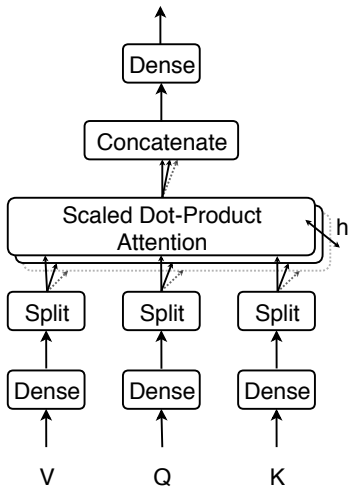 Dense
Concatenate
Scaled Dot-Product
Attention
h
Split Split Split
Dense Dense Dense
V Q K